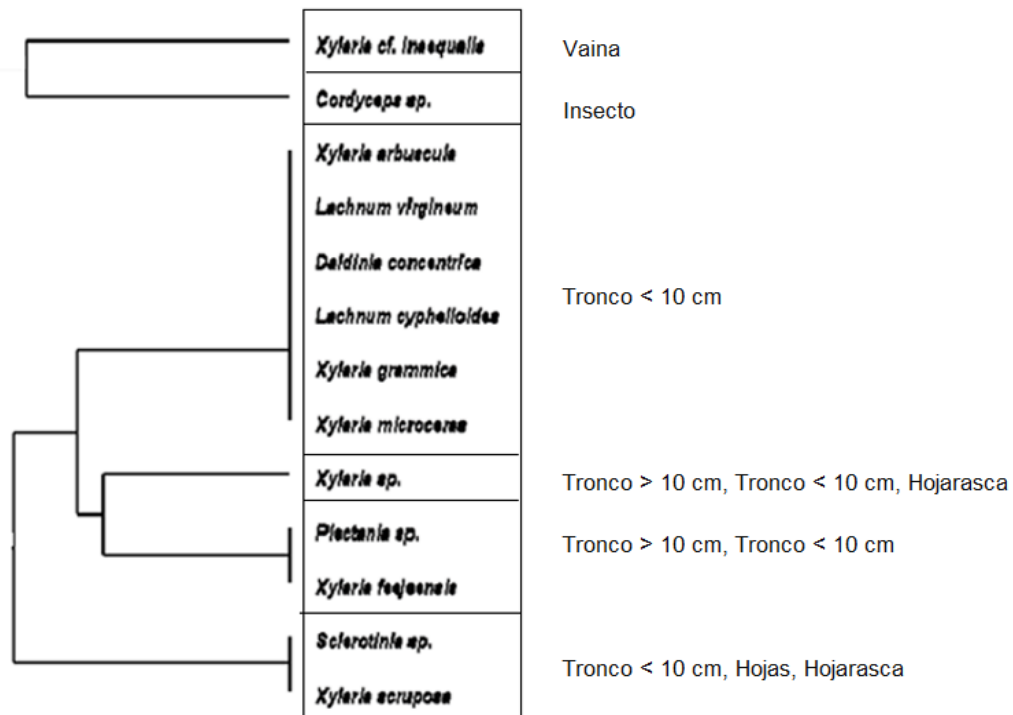 Xylaria cf. inaequalis
Vaina
Cordyceps sp.
Insecto
Xylaria arbuscula
Lachnum virgineum
Daldinia concentrica
Lachnum cyphelloides
Tronco < 10 cm
Xylaria grammica
Xylaria microceras
Xylaria sp.
Tronco > 10 cm, Tronco < 10 cm, Hojarasca
Plectania sp.
Tronco > 10 cm, Tronco < 10 cm
Xylaria feejeensis
Sclerotinia sp.
Tronco < 10 cm, Hojas, Hojarasca
Xylaria scruposa